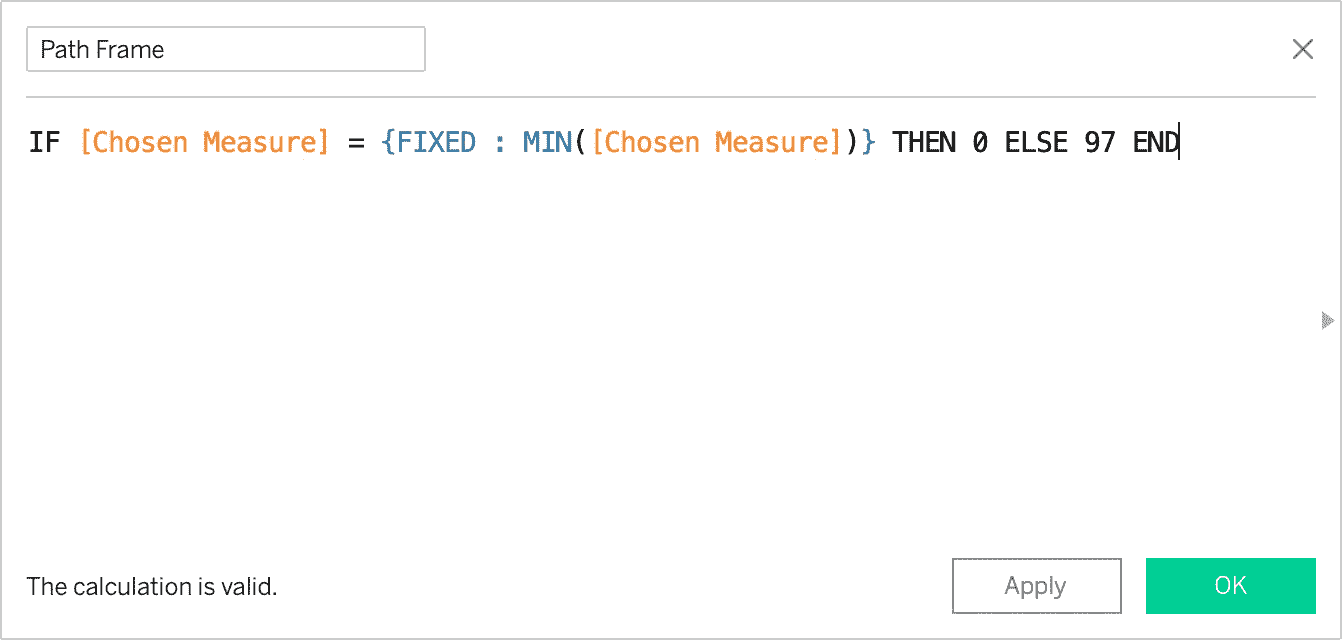 Path Frame
IF [Chosen Measure] = {FIXED : MIN([Chosen Measure])} THEN 0 ELSE 97 END
The calculation is valid.
Apply
OK